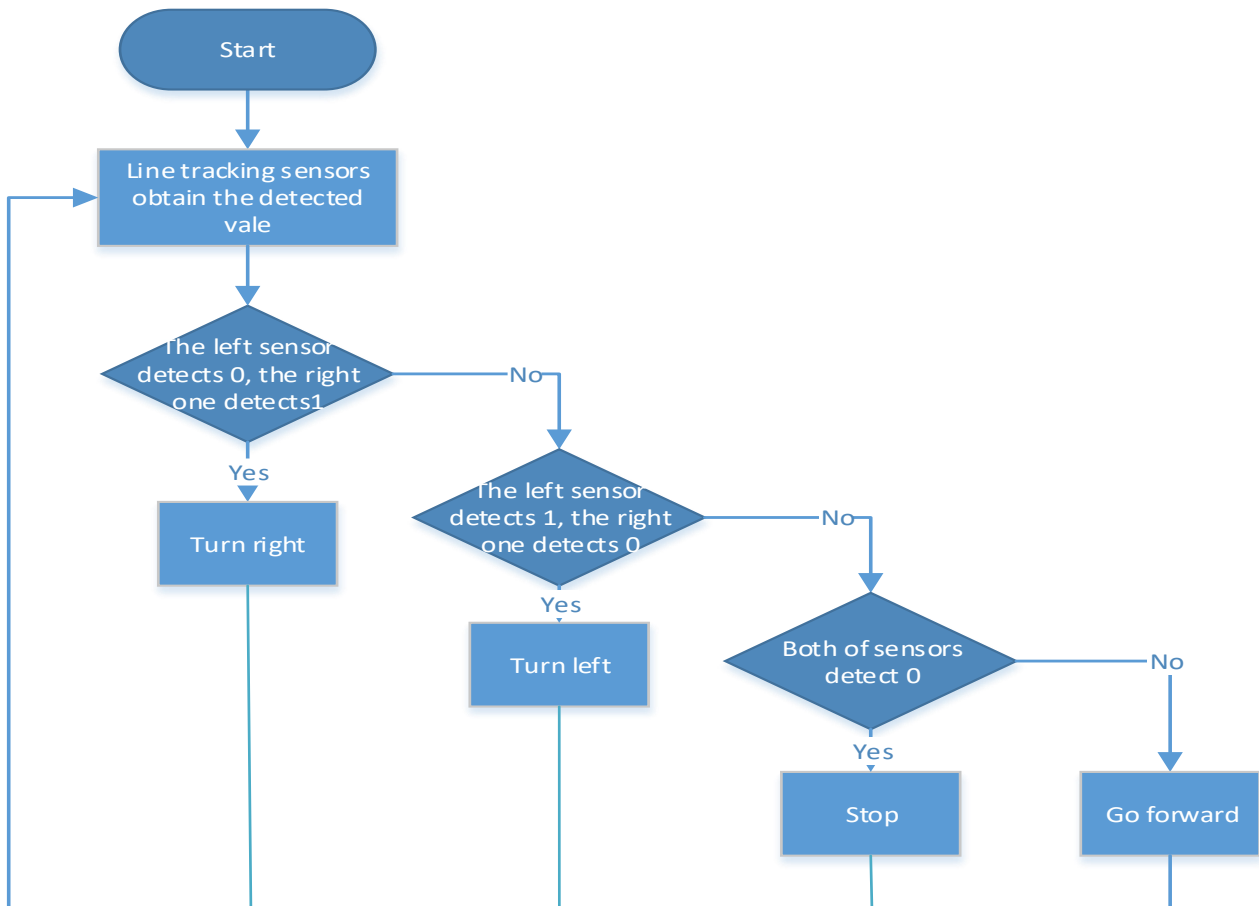 Start
Line tracking sensors
obtain the detected
vale
The left sensor
detects 0, the right
one detects1
No
Yes
Turn right
The left sensor
detects 1, the right
one detects 0
No
Yes
Turn left
Both of sensors
detect 0
No
Yes
Stop
Go forward